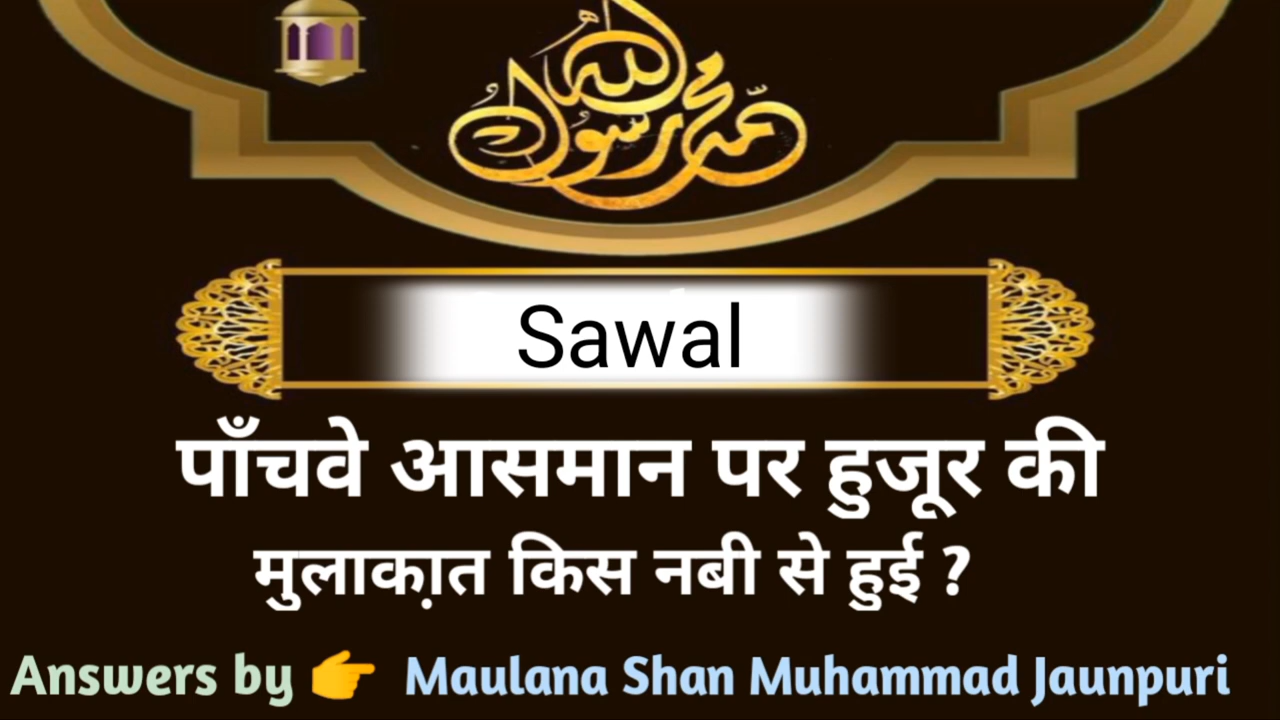 محمد رسول الله
Sawal
पाँचवे आसमान पर हुजूर की
मुलाका़त किस नबी से हुई ?
Answers by 👉 Maulana Shan Muhammad Jaunpuri